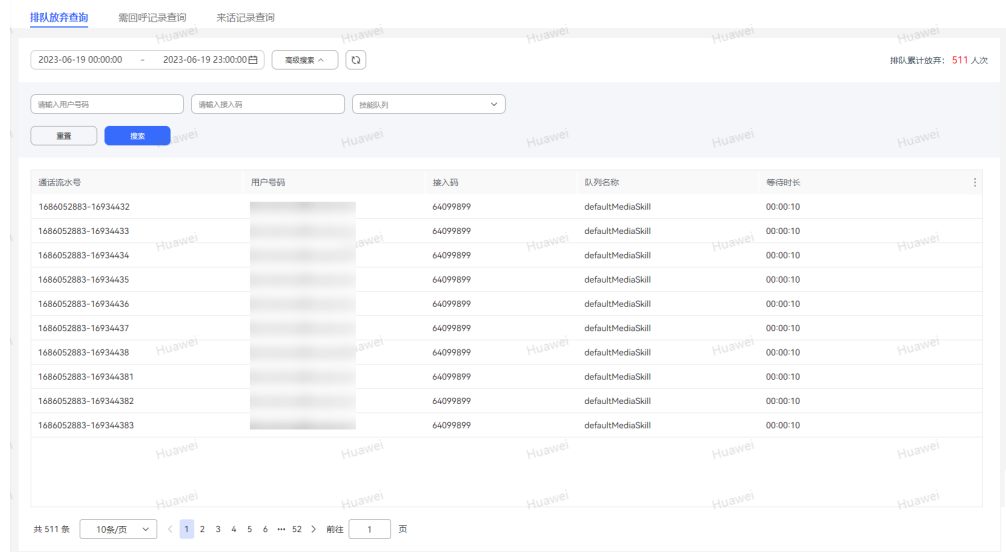 排队放弃查询 需回呼记录查询 来话记录查询
2023-06-19 00:00:00 - 2023-06-19 23:00:00 高级搜索 排队累计放弃: 511 人次
请输入用户号码 请输入接入码 技能队列
重置 搜索
通话流水号 用户号码 接入码 队列名称 等待时长
1686052883-16934432 64099899 defaultMediaSkill 00:00:10
1686052883-16934433 64099899 defaultMediaSkill 00:00:10
1686052883-16934434 64099899 defaultMediaSkill 00:00:10
1686052883-16934435 64099899 defaultMediaSkill 00:00:10
1686052883-16934436 64099899 defaultMediaSkill 00:00:10
1686052883-16934437 64099899 defaultMediaSkill 00:00:10
1686052883-16934438 64099899 defaultMediaSkill 00:00:10
1686052883-169344381 64099899 defaultMediaSkill 00:00:10
1686052883-169344382 64099899 defaultMediaSkill 00:00:10
1686052883-169344383 64099899 defaultMediaSkill 00:00:10
共 511 条 10条/页 < 1 2 3 4 5 6 ··· 52 > 前往 1 页
Huawei